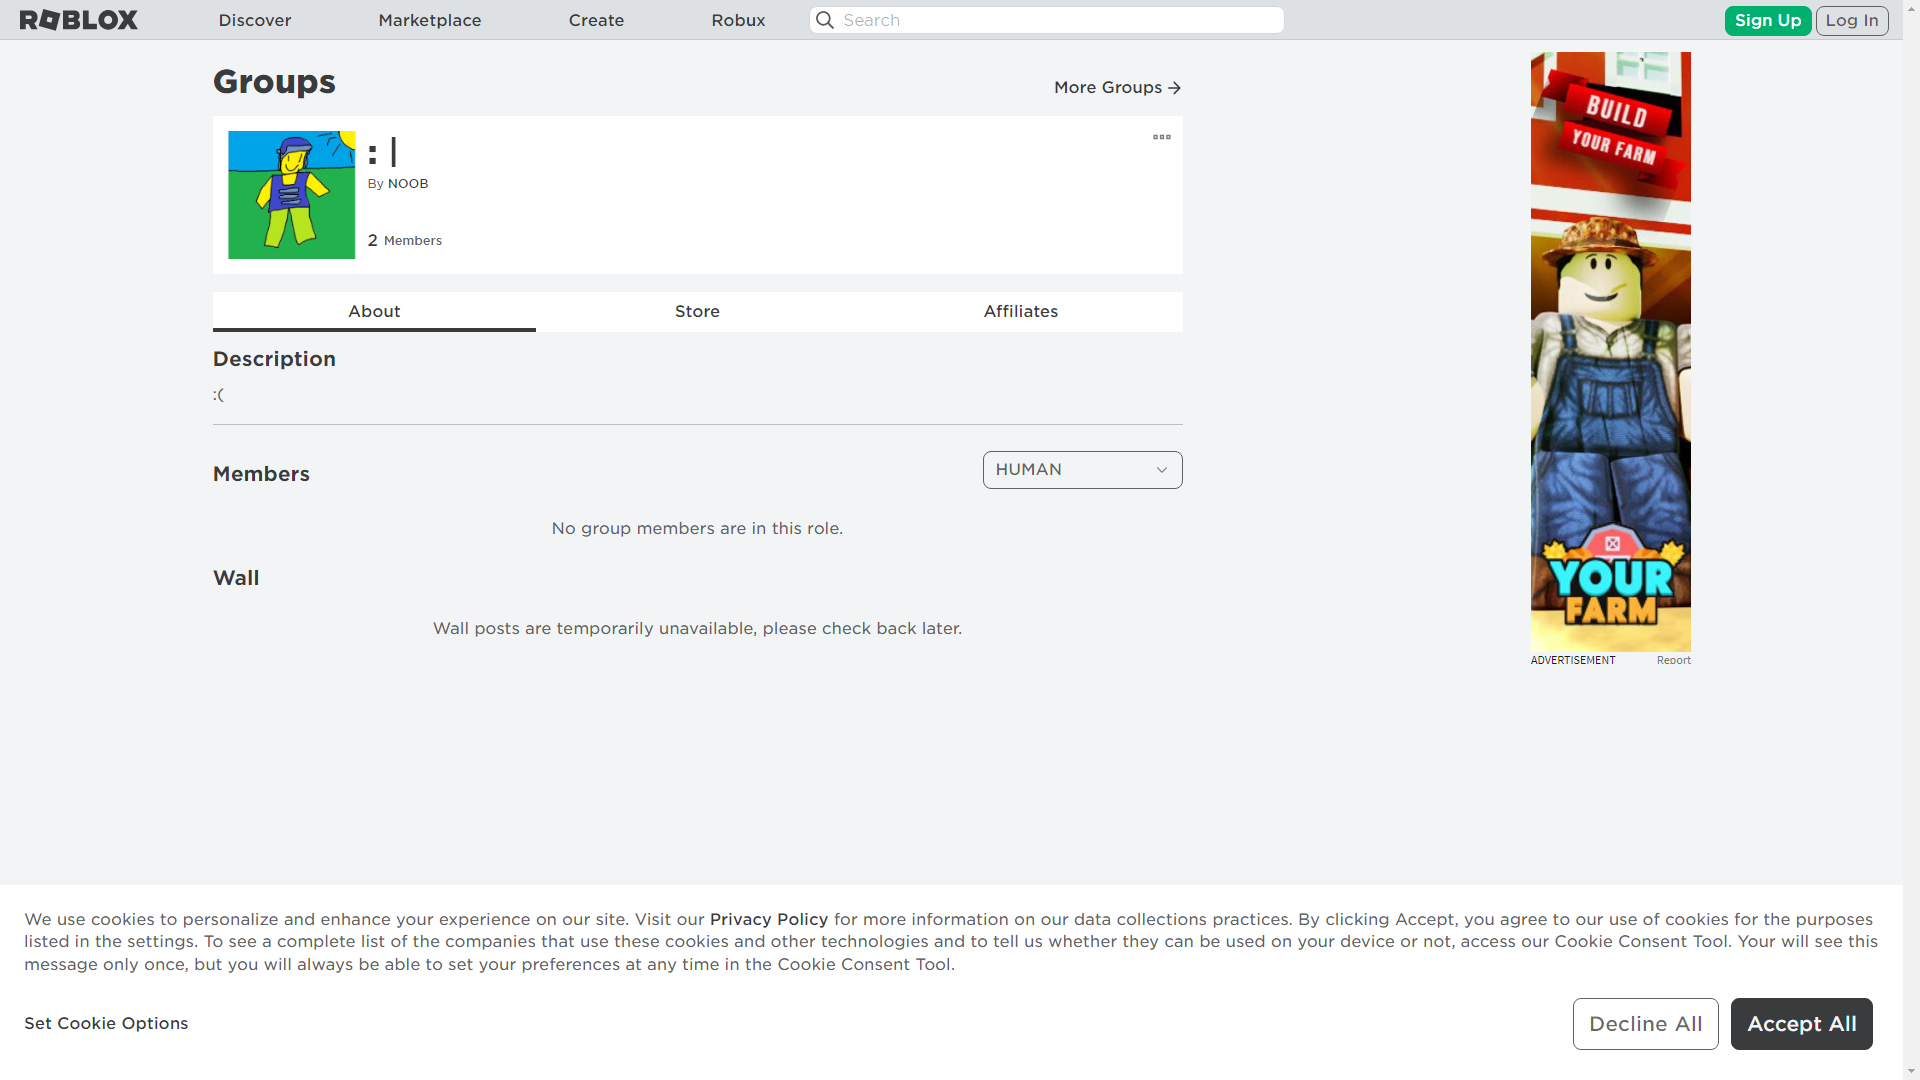 ROBLOX
Discover
Marketplace
Create
Robux
Search
Sign Up
Log In
Groups
More Groups
: |
By NOOB
2 Members
About
Store
Affiliates
Description
:(
Members
HUMAN
No group members are in this role.
Wall
Wall posts are temporarily unavailable, please check back later.
BUILD
YOUR FARM
YOUR
FARM
ADVERTISEMENT
Report
We use cookies to personalize and enhance your experience on our site. Visit our Privacy Policy for more information on our data collections practices. By clicking Accept, you agree to our use of cookies for the purposes
listed in the settings. To see a complete list of the companies that use these cookies and other technologies and to tell us whether they can be used on your device or not, access our Cookie Consent Tool. Your will see this
message only once, but you will always be able to set your preferences at any time in the Cookie Consent Tool.
Set Cookie Options
Decline All
Accept All